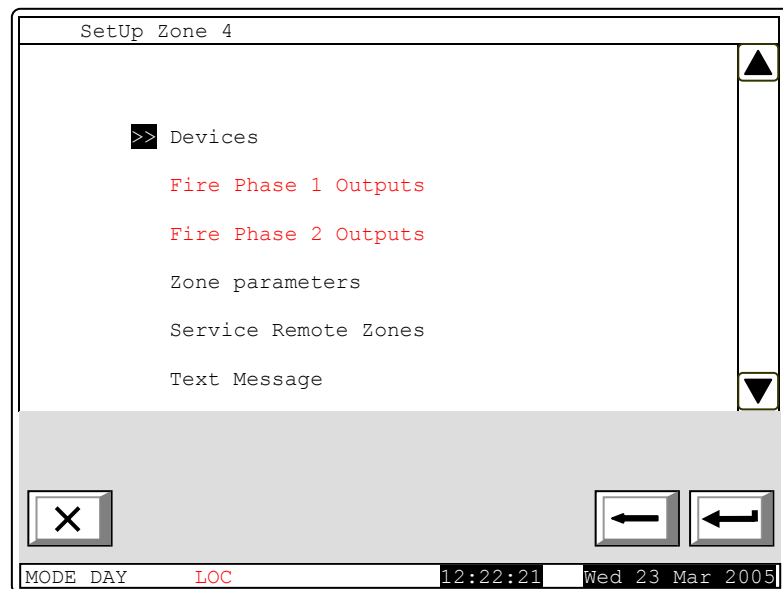 SetUp Zone 4
>> Devices
Fire Phase 1 Outputs
Fire Phase 2 Outputs
Zone parameters
Service Remote Zones
Text Message
MODE DAY LOC 12:22:21 Wed 23 Mar 2005